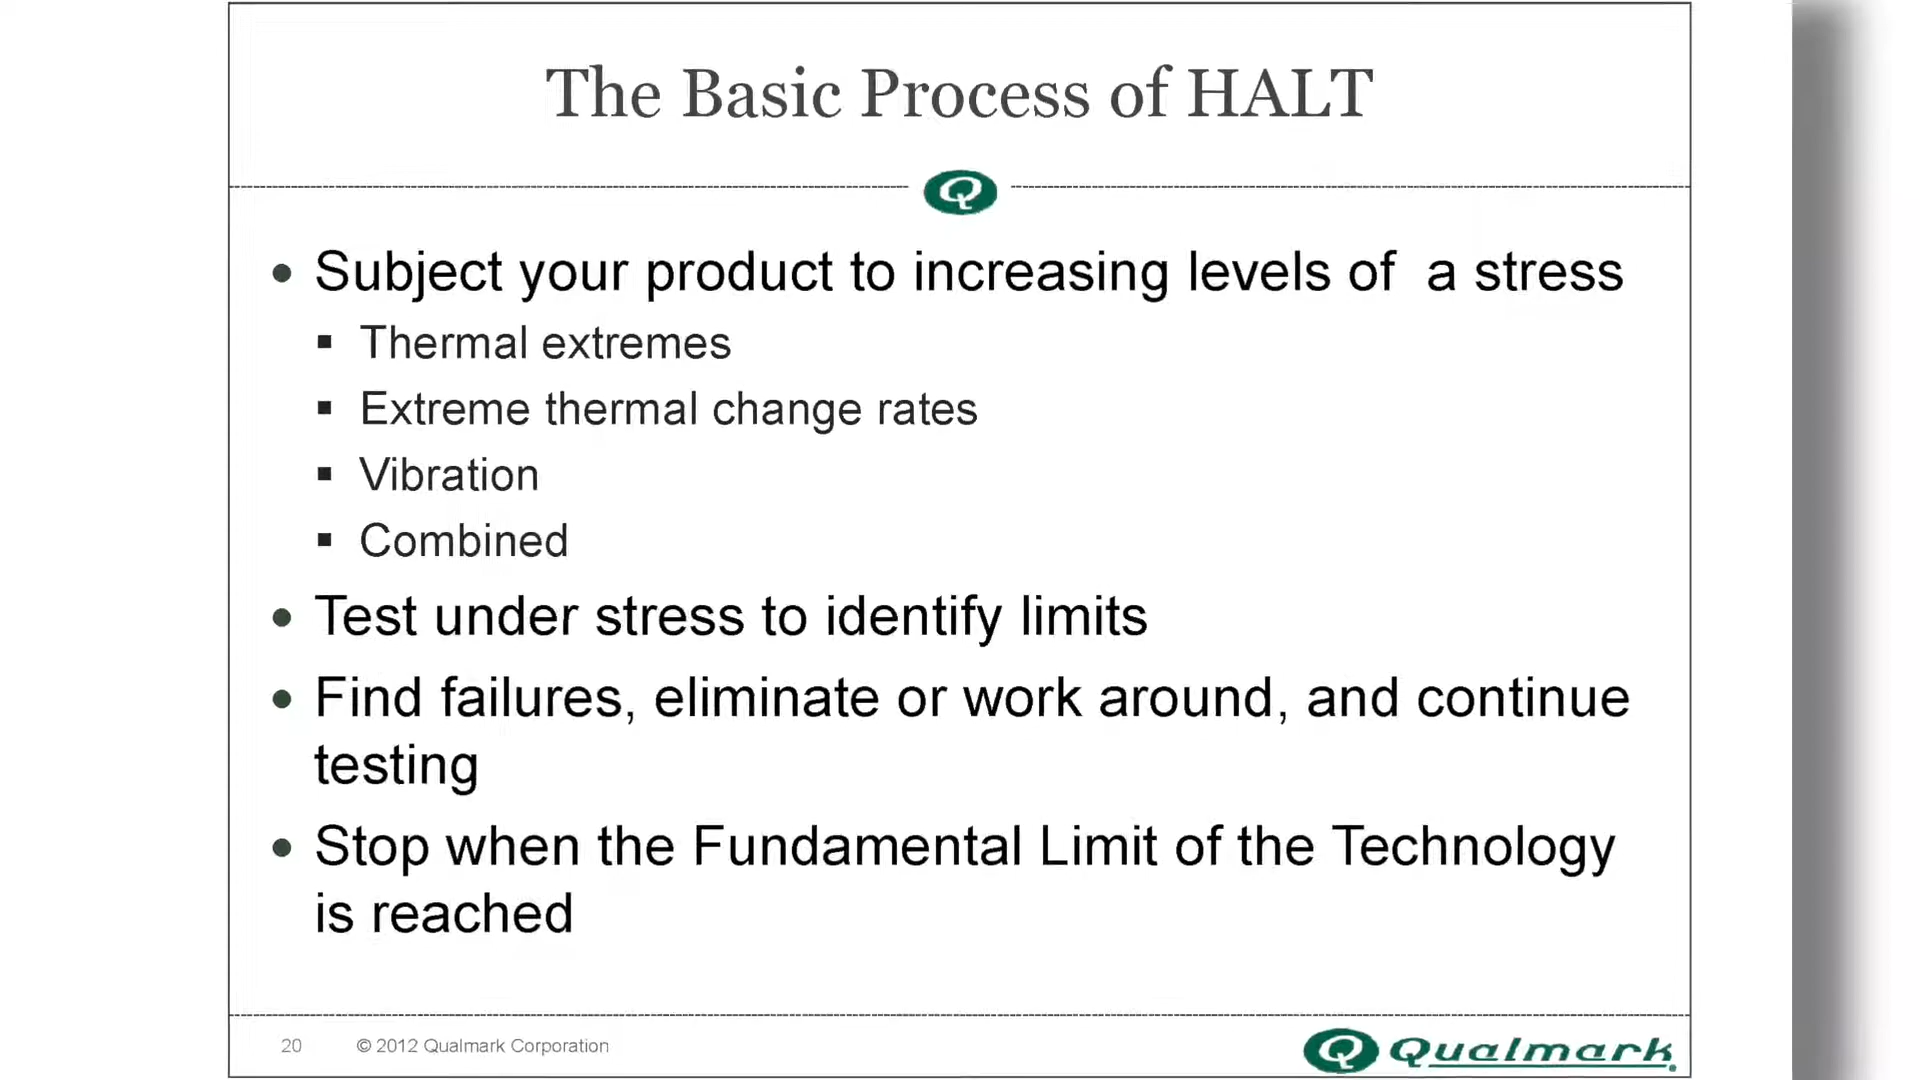 The Basic Process of HALT
Q
• Subject your product to increasing levels of  a stress
▪ Thermal extremes
▪ Extreme thermal change rates
▪ Vibration
▪ Combined
• Test under stress to identify limits
• Find failures, eliminate or work around, and continue
testing
• Stop when the Fundamental Limit of the Technology
is reached
20 © 2012 Qualmark Corporation
Q Qualmark.